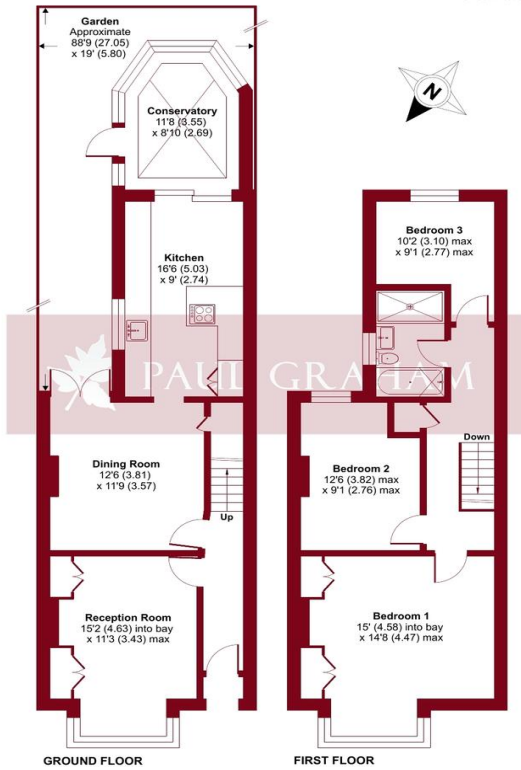 Garden
Approximate
88'9 (27.05)
x 19' (5.80)
Conservatory
11'8 (3.55)
x 8'10 (2.69)
N
Kitchen
16'6 (5.03)
x 9' (2.74)
Bedroom 3
10'2 (3.10) max
x 9'1 (2.77) max
PAUL GRAHAM
Dining Room
12'6 (3.81)
x 11'9 (3.57)
Up
Bedroom 2
12'6 (3.82) max
x 9'1 (2.76) max
Down
Reception Room
15'2 (4.63) into bay
x 11'3 (3.43) max
Bedroom 1
15' (4.58) into bay
x 14'8 (4.47) max
GROUND FLOOR
FIRST FLOOR